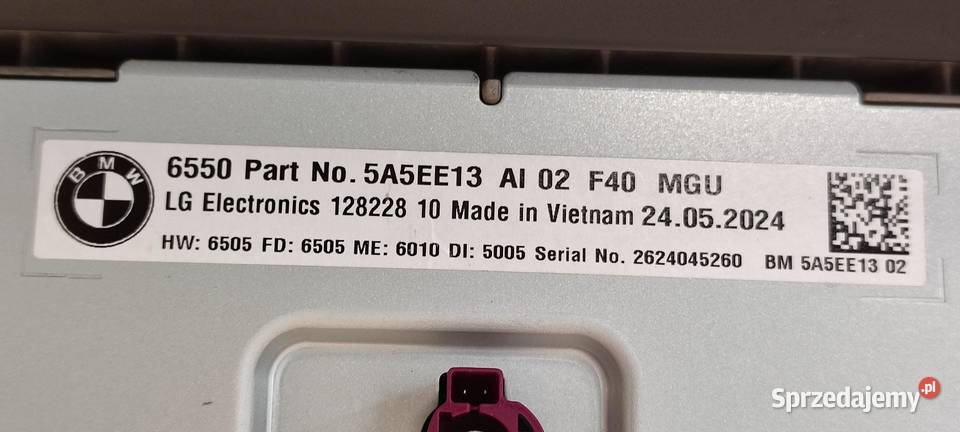 BMW
6550 Part No. 5A5EE13 AI 02 F40 MGU
LG Electronics 128228 10 Made in Vietnam 24.05.2024
HW: 6505 FD: 6505 ME: 6010 DI: 5005 Serial No. 2624045260 BM 5A5EE13 02
Sprzedajemy.pl